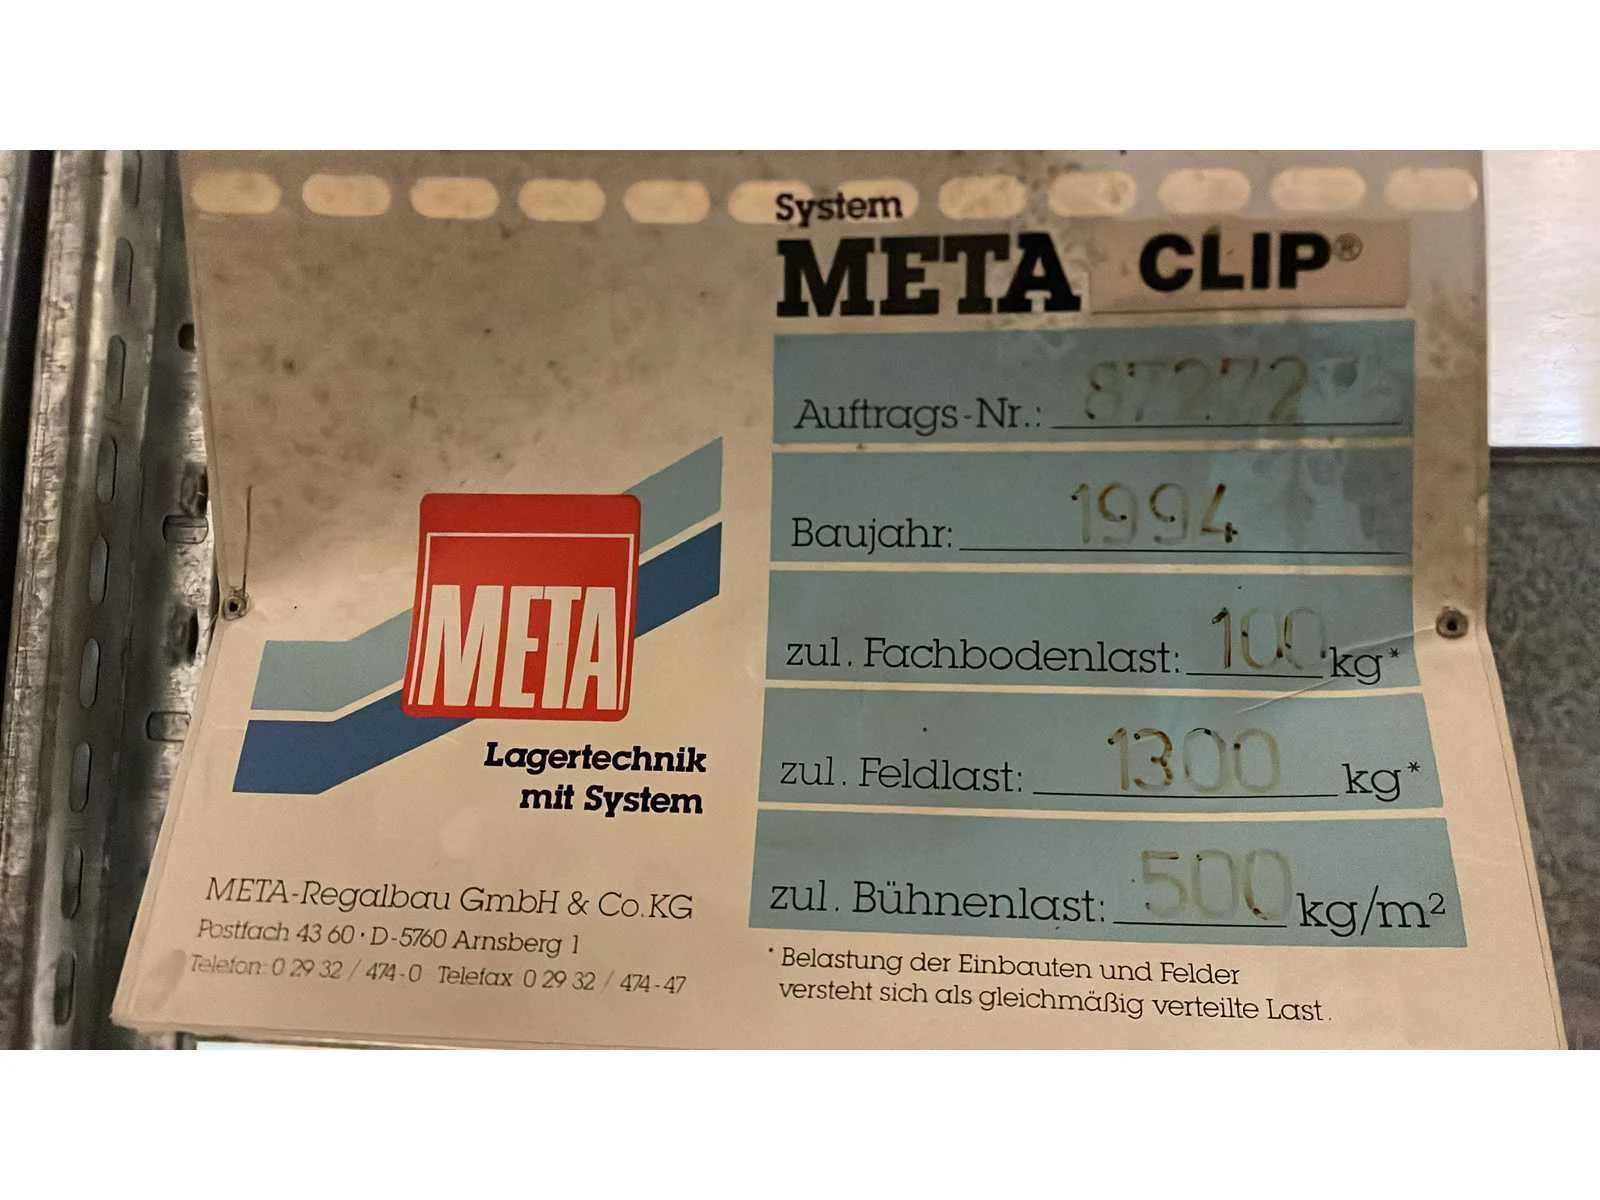 System
META CLIP®
Auftrags-Nr.: 87272
Baujahr: 1994
zul. Fachbodenlast: 100 kg*
zul. Feldlast: 1300 kg*
zul. Bühnenlast: 500 kg/m²
* Belastung der Einbauten und Felder
versteht sich als gleichmäßig verteilte Last.
META
Lagertechnik
mit System
META-Regalbau GmbH & Co. KG
Postfach 43 60 · D-5760 Arnsberg 1
Telefon: 0 29 32 / 474-0 Telefax 0 29 32 / 474-47